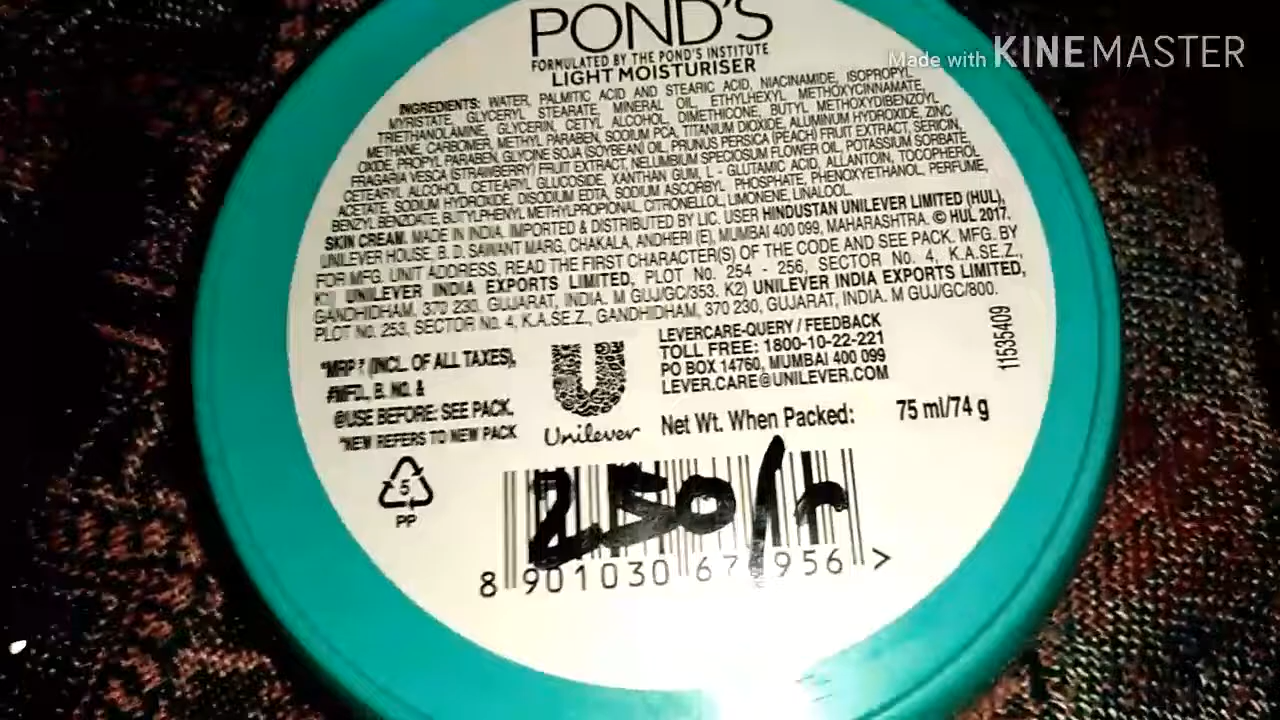 POND'S
FORMULATED BY THE POND'S INSTITUTE
LIGHT MOISTURISER
Made with KINEMASTER
INGREDIENTS: WATER, PALMITIC ACID AND STEARIC ACID, NIACINAMIDE, ISOPROPYL
MYRISTATE, GLYCERYL STEARATE, MINERAL OIL, ETHYLHEXYL METHOXYCINNAMATE,
TRIETHANOLAMINE, GLYCERIN, CETYL ALCOHOL, DIMETHICONE, BUTYL METHOXYDIBENZOYL
METHANE, CARBOMER, METHYL PARABEN, SODIUM PCA, TITANIUM DIOXIDE, ALUMINUM HYDROXIDE, ZINC
OXIDE, PROPYL PARABEN, GLYCINE SOJA (SOYBEAN) OIL, PRUNUS PERSICA (PEACH) FRUIT EXTRACT, SERICIN,
FRAGARIA VESCA (STRAWBERRY) FRUIT EXTRACT, NELUMBIUM SPECIOSUM FLOWER OIL, POTASSIUM SORBATE,
CETEARYL ALCOHOL, CETEARYL GLUCOSIDE, XANTHAN GUM, L - GLUTAMIC ACID, ALLANTOIN, TOCOPHEROL
ACETATE, SODIUM HYDROXIDE, DISODIUM EDTA, SODIUM ASCORBYL PHOSPHATE, PHENOXYETHANOL, PERFUME,
BENZYL BENZOATE, BUTYLPHENYL METHYLPROPIONAL, CITRONELLOL, LIMONENE, LINALOOL
SKIN CREAM. MADE IN INDIA. IMPORTED & DISTRIBUTED BY LIC. USER HINDUSTAN UNILEVER LIMITED (HUL),
UNILEVER HOUSE, B. D. SAWANT MARG, CHAKALA, ANDHERI (E), MUMBAI 400 099, MAHARASHTRA. © HUL 2017.
FOR MFG. UNIT ADDRESS, READ THE FIRST CHARACTER(S) OF THE CODE AND SEE PACK. MFG. BY
K1) UNILEVER INDIA EXPORTS LIMITED, PLOT No. 254 - 256, SECTOR No. 4, K.A.SE.Z.,
GANDHIDHAM, 370 230, GUJARAT, INDIA. M GUJ/GC/353. K2) UNILEVER INDIA EXPORTS LIMITED,
PLOT No. 253, SECTOR No. 4, K.A.SE.Z., GANDHIDHAM, 370 230, GUJARAT, INDIA. M GUJ/GC/800.
*MRP ₹ (INCL. OF ALL TAXES),
#MFD., B. NO. &
@USE BEFORE: SEE PACK.
*NEW REFERS TO NEW PACK
Unilever
LEVERCARE-QUERY / FEEDBACK
TOLL FREE: 1800-10-22-221
PO BOX 14760, MUMBAI 400 099
LEVER.CARE@UNILEVER.COM
11535409
Net Wt. When Packed: 75 ml/74 g
5
PP
250/r
8 901030 67 956 >